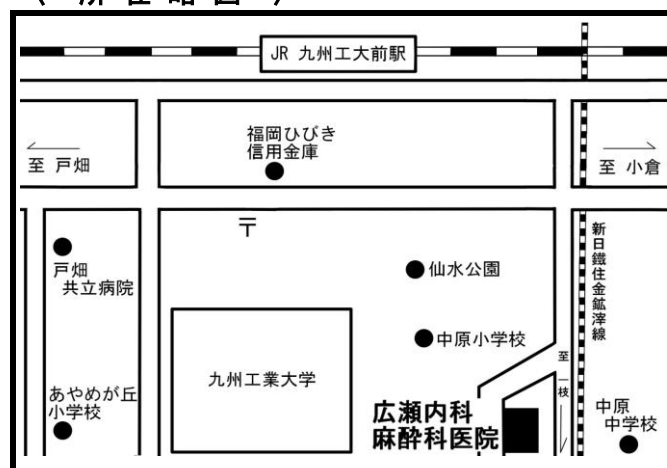 ( 所 在 略 図 )
JR 九州工大前駅
福岡ひびき
信用金庫
至 戸畑
至 小倉
〒
戸畑
共立病院
仙水公園
新日鐵住金鉱滓線
中原小学校
九州工業大学
至 一枝
あやめが丘
小学校
広瀬内科
麻酔科医院
中原
中学校